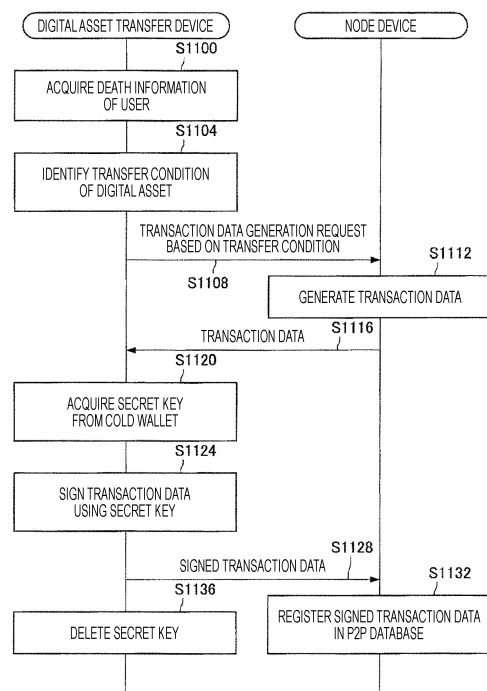 DIGITAL ASSET TRANSFER DEVICE
NODE DEVICE
S1100
ACQUIRE DEATH INFORMATION
OF USER
S1104
IDENTIFY TRANSFER CONDITION
OF DIGITAL ASSET
TRANSACTION DATA GENERATION REQUEST
BASED ON TRANSFER CONDITION
S1108
S1112
GENERATE TRANSACTION DATA
TRANSACTION DATA
S1116
S1120
ACQUIRE SECRET KEY
FROM COLD WALLET
S1124
SIGN TRANSACTION DATA
USING SECRET KEY
SIGNED TRANSACTION DATA
S1128
S1136
DELETE SECRET KEY
S1132
REGISTER SIGNED TRANSACTION DATA
IN P2P DATABASE